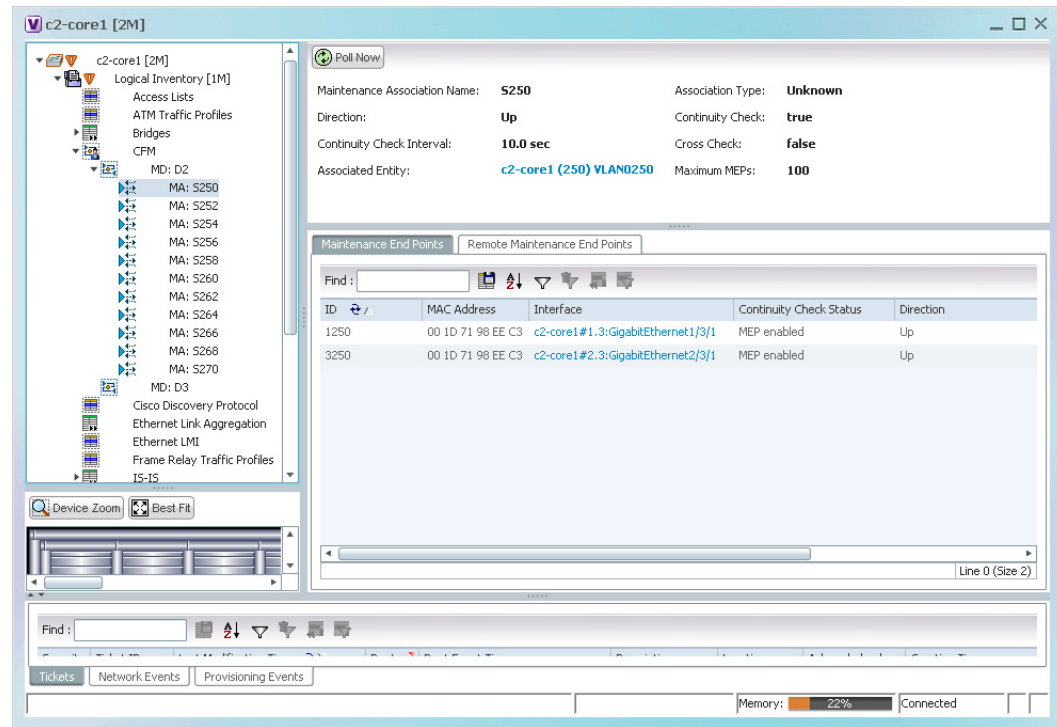 c2-core1 [2M]
c2-core1 [2M]
Logical Inventory [1M]
Access Lists
ATM Traffic Profiles
Bridges
CFM
MD: D2
MA: S250
MA: S252
MA: S254
MA: S256
MA: S258
MA: S260
MA: S262
MA: S264
MA: S266
MA: S268
MA: S270
MD: D3
Cisco Discovery Protocol
Ethernet Link Aggregation
Ethernet LMI
Frame Relay Traffic Profiles
IS-IS
Device Zoom Best Fit
Poll Now
Maintenance Association Name: S250 Association Type: Unknown
Direction: Up Continuity Check: true
Continuity Check Interval: 10.0 sec Cross Check: false
Associated Entity: c2-core1 (250) VLAN0250 Maximum MEPs: 100
Maintenance End Points Remote Maintenance End Points
Find :
ID MAC Address Interface Continuity Check Status Direction
1250 00 1D 71 98 EE C3 c2-core1#1.3:GigabitEthernet1/3/1 MEP enabled Up
3250 00 1D 71 98 EE C3 c2-core1#2.3:GigabitEthernet2/3/1 MEP enabled Up
Line 0 (Size 2)
Find :
Tickets Network Events Provisioning Events
Memory: 22% Connected